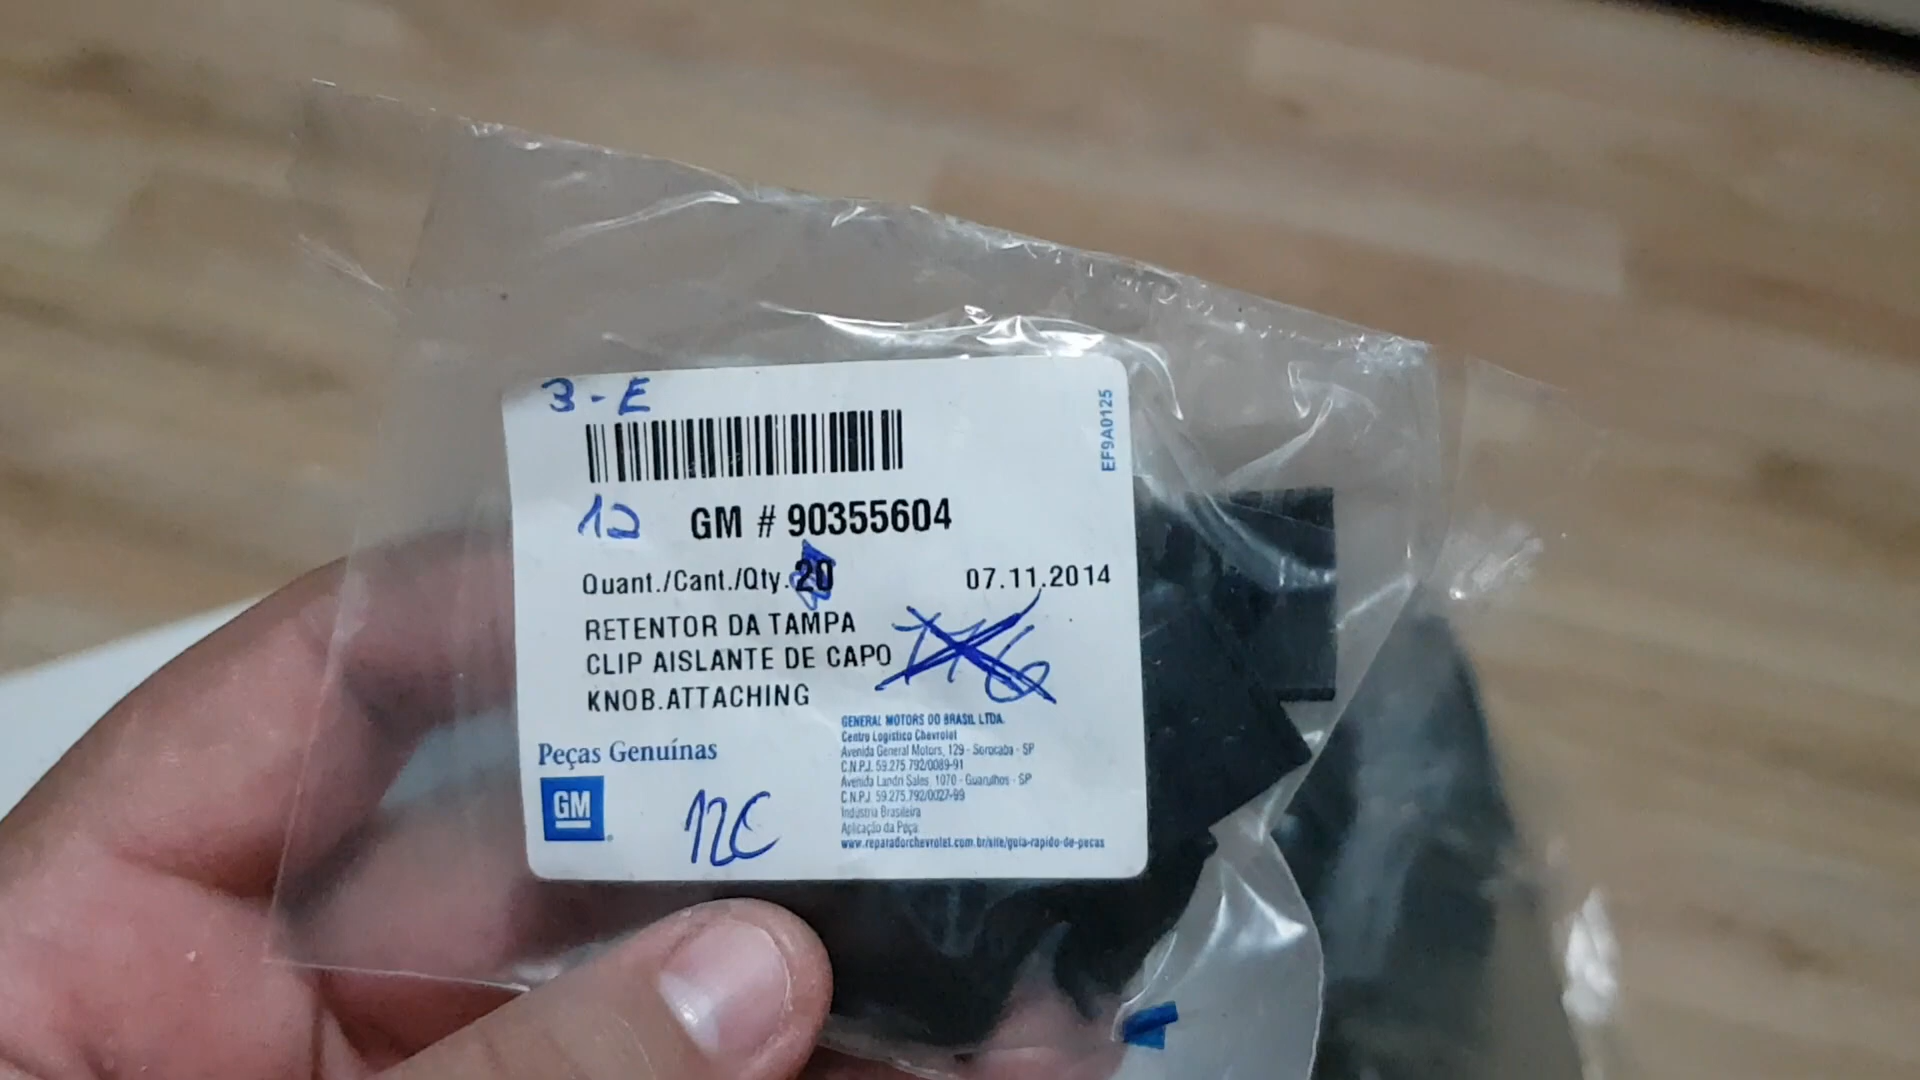 3-E
EF9A0125
12 GM # 90355604
Quant./Cant./Qty. 20 07.11.2014
RETENTOR DA TAMPA
CLIP AISLANTE DE CAPO
KNOB.ATTACHING
Peças Genuínas
GM
12C
GENERAL MOTORS DO BRASIL LTDA.
Centro Logístico Chevrolet
Avenida General Motors, 129 - Sorocaba - SP
C.N.P.J. 59.275.792/0089-91
Avenida Landri Sales, 1070 - Guarulhos - SP
C.N.P.J. 59.275.792/0027-99
Indústria Brasileira
Aplicação da Peça
www.reparadorchevrolet.com.br/site/guia-rapido-de-pecas